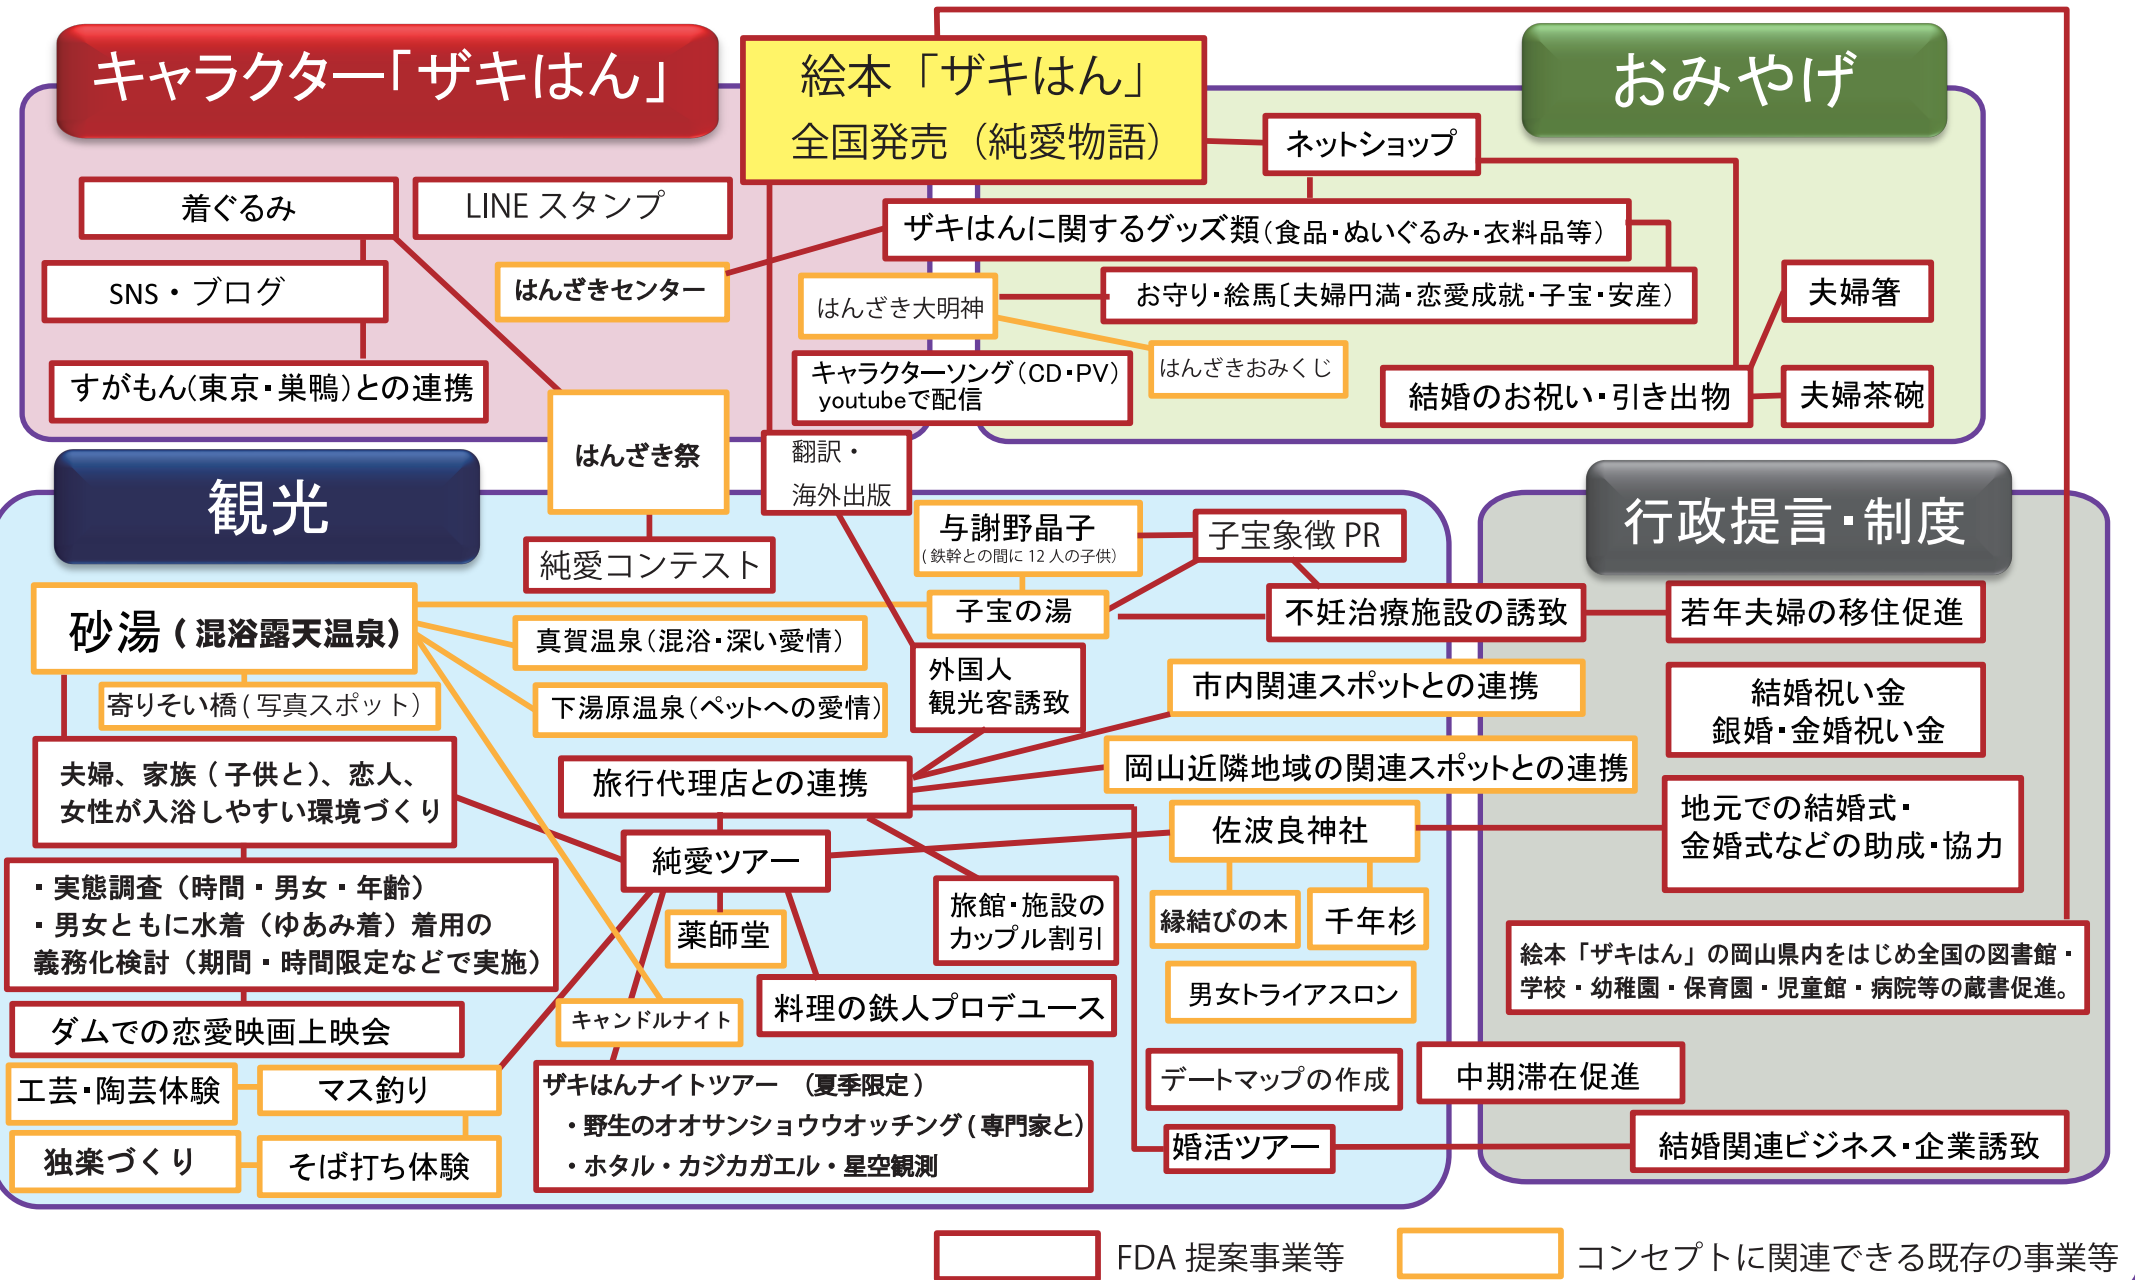 キャラクター「ザキはん」
絵本「ザキはん」
全国発売（純愛物語）
おみやげ
ネットショップ
着ぐるみ
LINE スタンプ
ザキはんに関するグッズ類（食品・ぬいぐるみ・衣料品等）
SNS・ブログ
はんざきセンター
はんざき大明神
お守り・絵馬〔夫婦円満・恋愛成就・子宝・安産）
夫婦箸
すがもん(東京・巣鴨)との連携
キャラクターソング（CD・PV）
youtubeで配信
はんざきおみくじ
結婚のお祝い・引き出物
夫婦茶碗
はんざき祭
翻訳・
海外出版
観光
行政提言・制度
純愛コンテスト
与謝野晶子
(鉄幹との間に 12 人の子供)
子宝象徴 PR
砂湯（混浴露天温泉）
子宝の湯
不妊治療施設の誘致
若年夫婦の移住促進
真賀温泉（混浴・深い愛情）
寄りそい橋(写真スポット）
下湯原温泉（ペットへの愛情）
外国人
観光客誘致
市内関連スポットとの連携
結婚祝い金
銀婚・金婚祝い金
夫婦、家族（子供と）、恋人、
女性が入浴しやすい環境づくり
旅行代理店との連携
岡山近隣地域の関連スポットとの連携
純愛ツアー
佐波良神社
地元での結婚式・
金婚式などの助成・協力
・実態調査（時間・男女・年齢）
・男女ともに水着（ゆあみ着）着用の
義務化検討（期間・時間限定などで実施）
薬師堂
旅館・施設の
カップル割引
縁結びの木
千年杉
絵本「ザキはん」の岡山県内をはじめ全国の図書館・
学校・幼稚園・保育園・児童館・病院等の蔵書促進。
ダムでの恋愛映画上映会
キャンドルナイト
料理の鉄人プロデュース
男女トライアスロン
工芸・陶芸体験
マス釣り
ザキはんナイトツアー （夏季限定）
・野生のオオサンショウウオッチング(専門家と)
・ホタル・カジカガエル・星空観測
デートマップの作成
中期滞在促進
独楽づくり
そば打ち体験
婚活ツアー
結婚関連ビジネス・企業誘致
FDA 提案事業等
コンセプトに関連できる既存の事業等